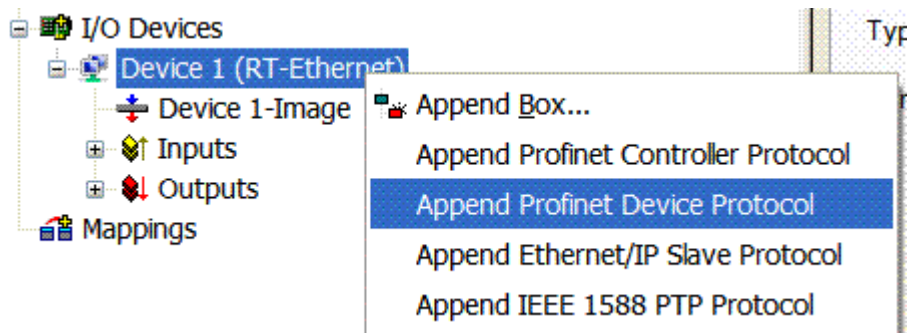 I/O Devices
Device 1 (RT-Ethernet)
Device 1-Image
Inputs
Outputs
Mappings
Append Box...
Append Profinet Controller Protocol
Append Profinet Device Protocol
Append Ethernet/IP Slave Protocol
Append IEEE 1588 PTP Protocol